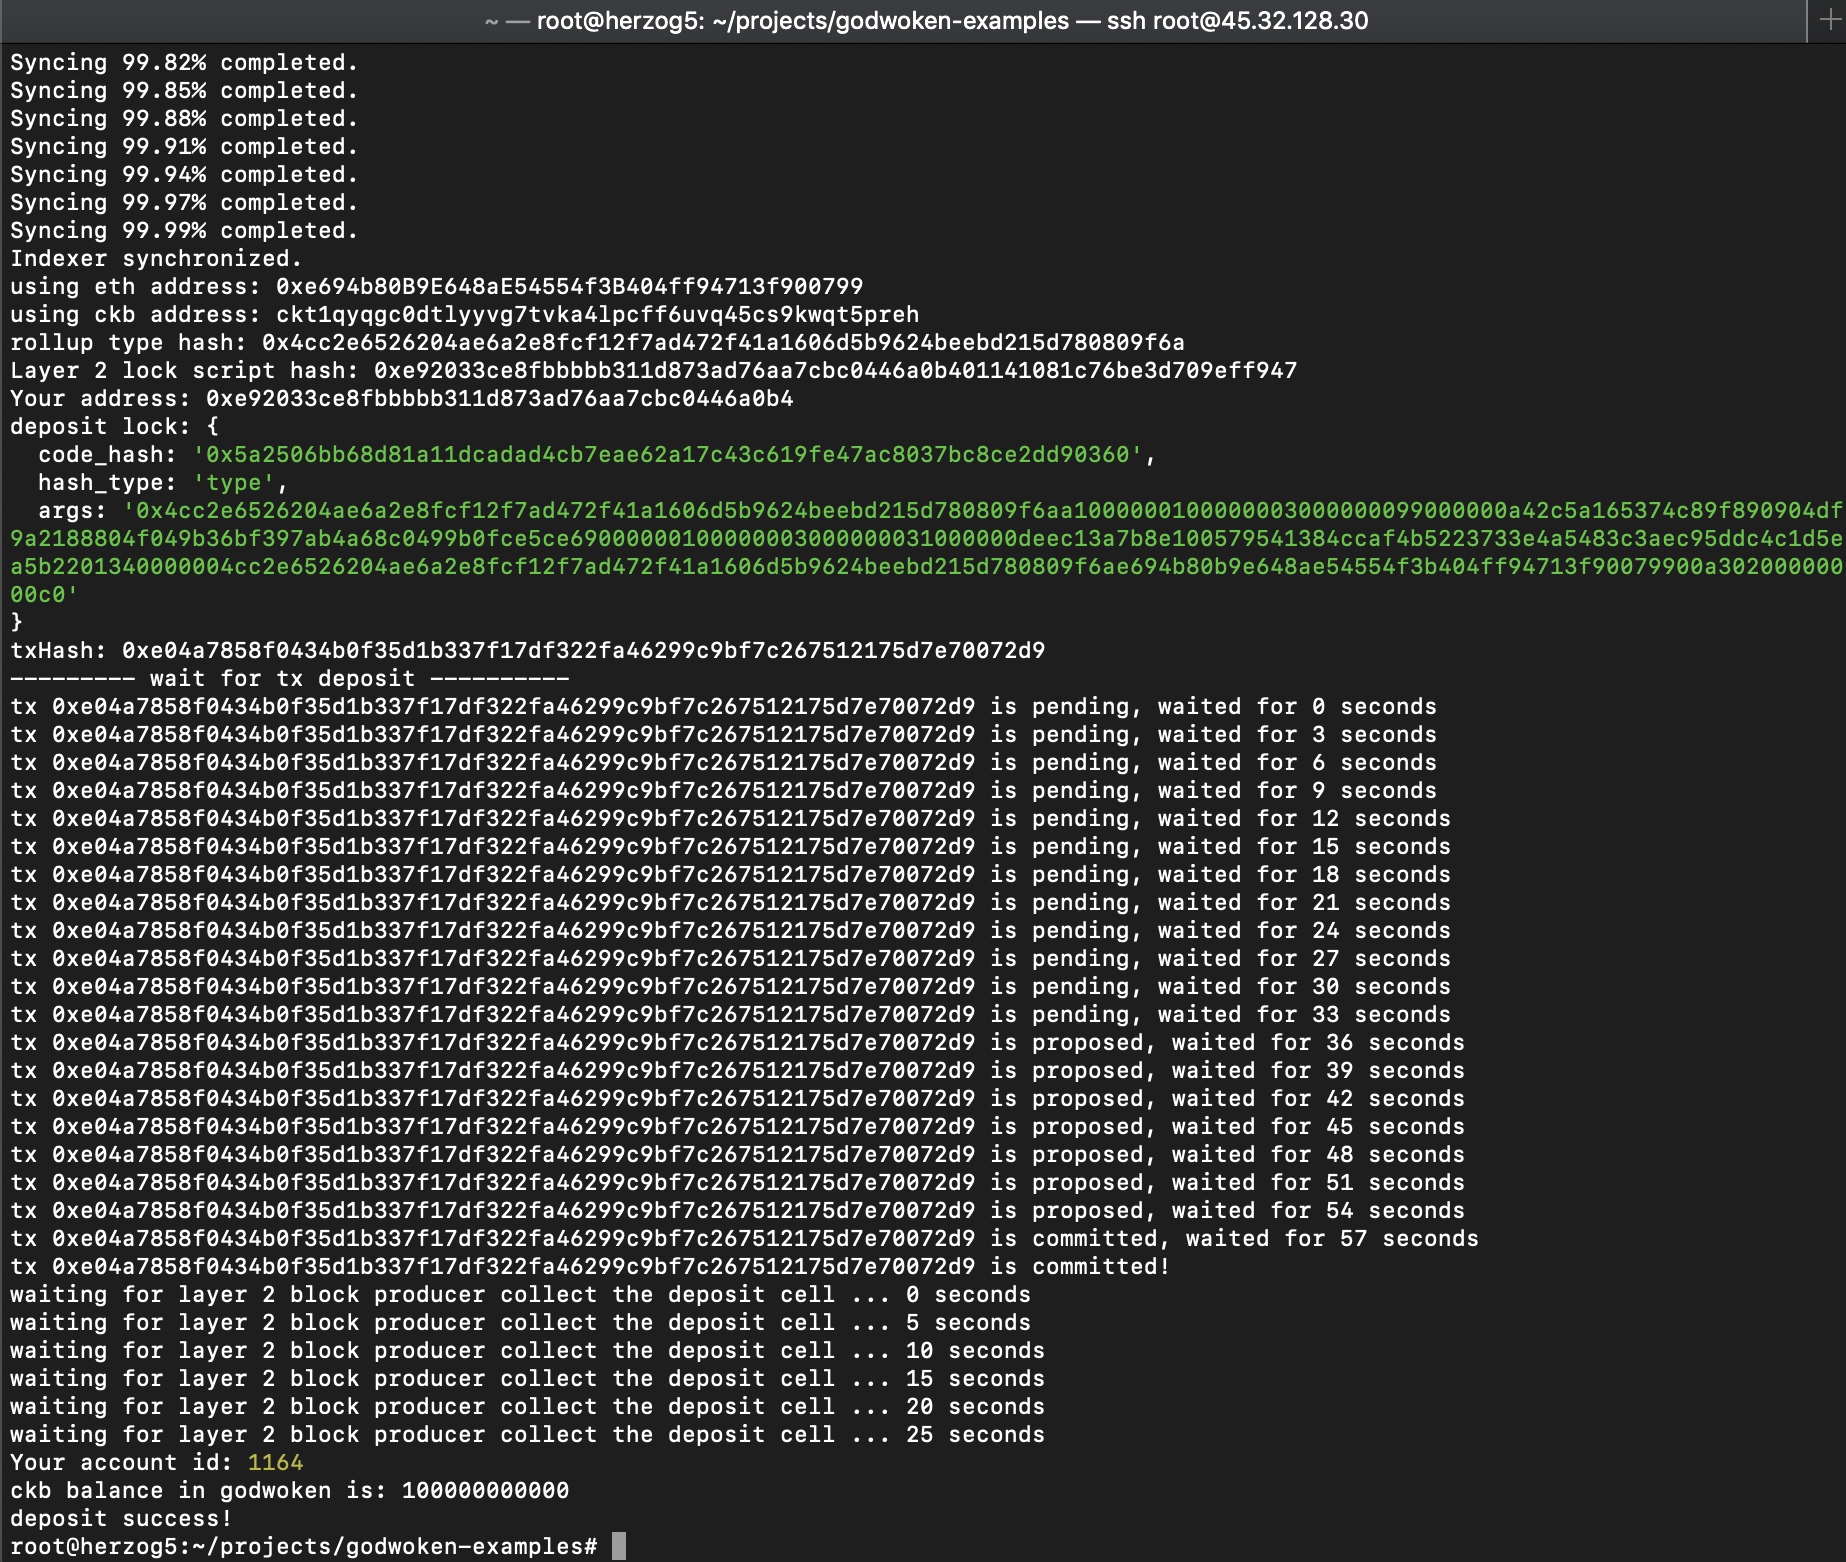 ~ — root@herzog5: ~/projects/godwoken-examples — ssh root@45.32.128.30
Syncing 99.82% completed.
Syncing 99.85% completed.
Syncing 99.88% completed.
Syncing 99.91% completed.
Syncing 99.94% completed.
Syncing 99.97% completed.
Syncing 99.99% completed.
Indexer synchronized.
using eth address: 0xe694b80B9E648aE54554f3B404ff94713f900799
using ckb address: ckt1qyqgc0dtlyyvg7tvka4lpcff6uvq45cs9kwqt5preh
rollup type hash: 0x4cc2e6526204ae6a2e8fcf12f7ad472f41a1606d5b9624beebd215d780809f6a
Layer 2 lock script hash: 0xe92033ce8fbbbbb311d873ad76aa7cbc0446a0b401141081c76be3d709eff947
Your address: 0xe92033ce8fbbbbb311d873ad76aa7cbc0446a0b4
deposit lock: {
  code_hash: '0x5a2506bb68d81a11dcadad4cb7eae62a17c43c619fe47ac8037bc8ce2dd90360',
  hash_type: 'type',
  args: '0x4cc2e6526204ae6a2e8fcf12f7ad472f41a1606d5b9624beebd215d780809f6aa10000001000000030000000099000000a42c5a165374c89f890904df
9a2188804f049b36bf397ab4a68c0499b0fce5ce690000000100000003000000031000000deec13a7b8e100579541384ccaf4b5223733e4a5483c3aec95ddc4c1d5e
a5b2201340000004cc2e6526204ae6a2e8fcf12f7ad472f41a1606d5b9624beebd215d780809f6ae694b80b9e648ae54554f3b404ff94713f90079900a302000000
00c0'
}
txHash: 0xe04a7858f0434b0f35d1b337f17df322fa46299c9bf7c267512175d7e70072d9
--------- wait for tx deposit ----------
tx 0xe04a7858f0434b0f35d1b337f17df322fa46299c9bf7c267512175d7e70072d9 is pending, waited for 0 seconds
tx 0xe04a7858f0434b0f35d1b337f17df322fa46299c9bf7c267512175d7e70072d9 is pending, waited for 3 seconds
tx 0xe04a7858f0434b0f35d1b337f17df322fa46299c9bf7c267512175d7e70072d9 is pending, waited for 6 seconds
tx 0xe04a7858f0434b0f35d1b337f17df322fa46299c9bf7c267512175d7e70072d9 is pending, waited for 9 seconds
tx 0xe04a7858f0434b0f35d1b337f17df322fa46299c9bf7c267512175d7e70072d9 is pending, waited for 12 seconds
tx 0xe04a7858f0434b0f35d1b337f17df322fa46299c9bf7c267512175d7e70072d9 is pending, waited for 15 seconds
tx 0xe04a7858f0434b0f35d1b337f17df322fa46299c9bf7c267512175d7e70072d9 is pending, waited for 18 seconds
tx 0xe04a7858f0434b0f35d1b337f17df322fa46299c9bf7c267512175d7e70072d9 is pending, waited for 21 seconds
tx 0xe04a7858f0434b0f35d1b337f17df322fa46299c9bf7c267512175d7e70072d9 is pending, waited for 24 seconds
tx 0xe04a7858f0434b0f35d1b337f17df322fa46299c9bf7c267512175d7e70072d9 is pending, waited for 27 seconds
tx 0xe04a7858f0434b0f35d1b337f17df322fa46299c9bf7c267512175d7e70072d9 is pending, waited for 30 seconds
tx 0xe04a7858f0434b0f35d1b337f17df322fa46299c9bf7c267512175d7e70072d9 is pending, waited for 33 seconds
tx 0xe04a7858f0434b0f35d1b337f17df322fa46299c9bf7c267512175d7e70072d9 is proposed, waited for 36 seconds
tx 0xe04a7858f0434b0f35d1b337f17df322fa46299c9bf7c267512175d7e70072d9 is proposed, waited for 39 seconds
tx 0xe04a7858f0434b0f35d1b337f17df322fa46299c9bf7c267512175d7e70072d9 is proposed, waited for 42 seconds
tx 0xe04a7858f0434b0f35d1b337f17df322fa46299c9bf7c267512175d7e70072d9 is proposed, waited for 45 seconds
tx 0xe04a7858f0434b0f35d1b337f17df322fa46299c9bf7c267512175d7e70072d9 is proposed, waited for 48 seconds
tx 0xe04a7858f0434b0f35d1b337f17df322fa46299c9bf7c267512175d7e70072d9 is proposed, waited for 51 seconds
tx 0xe04a7858f0434b0f35d1b337f17df322fa46299c9bf7c267512175d7e70072d9 is proposed, waited for 54 seconds
tx 0xe04a7858f0434b0f35d1b337f17df322fa46299c9bf7c267512175d7e70072d9 is committed, waited for 57 seconds
tx 0xe04a7858f0434b0f35d1b337f17df322fa46299c9bf7c267512175d7e70072d9 is committed!
waiting for layer 2 block producer collect the deposit cell ... 0 seconds
waiting for layer 2 block producer collect the deposit cell ... 5 seconds
waiting for layer 2 block producer collect the deposit cell ... 10 seconds
waiting for layer 2 block producer collect the deposit cell ... 15 seconds
waiting for layer 2 block producer collect the deposit cell ... 20 seconds
waiting for layer 2 block producer collect the deposit cell ... 25 seconds
Your account id: 1164
ckb balance in godwoken is: 100000000000
deposit success!
root@herzog5:~/projects/godwoken-examples#